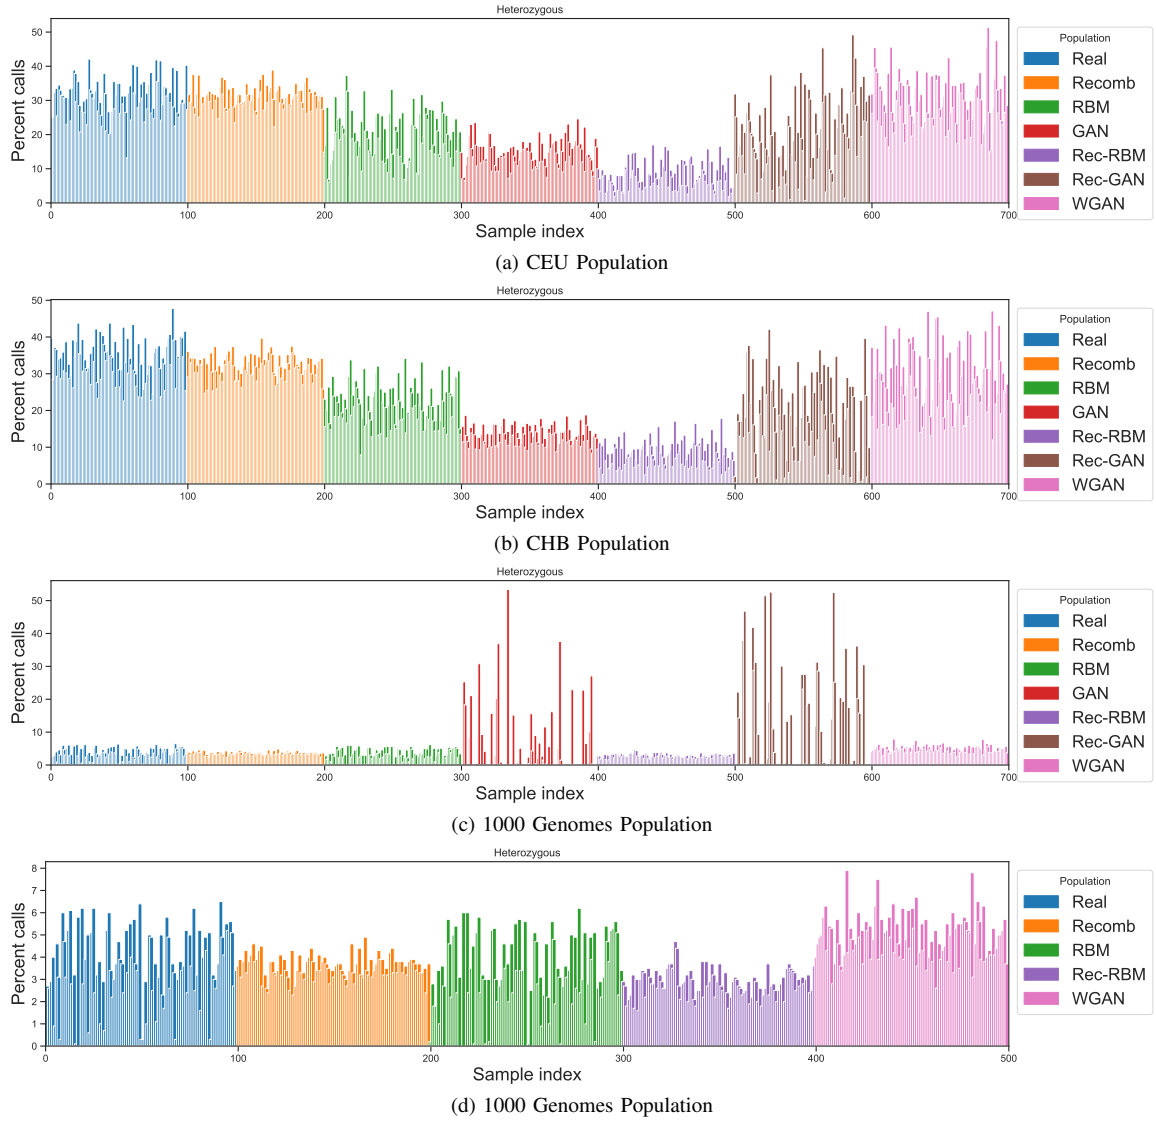 Heterozygous
50
40
30
20
10
0
Percent calls
0 100 200 300 400 500 600 700
Sample index
Population
Real
Recomb
RBM
GAN
Rec-RBM
Rec-GAN
WGAN
(a) CEU Population
Heterozygous
50
40
30
20
10
0
Percent calls
0 100 200 300 400 500 600 700
Sample index
Population
Real
Recomb
RBM
GAN
Rec-RBM
Rec-GAN
WGAN
(b) CHB Population
Heterozygous
50
40
30
20
10
0
Percent calls
0 100 200 300 400 500 600 700
Sample index
Population
Real
Recomb
RBM
GAN
Rec-RBM
Rec-GAN
WGAN
(c) 1000 Genomes Population
Heterozygous
8
7
6
5
4
3
2
1
0
Percent calls
0 100 200 300 400 500
Sample index
Population
Real
Recomb
RBM
Rec-RBM
WGAN
(d) 1000 Genomes Population